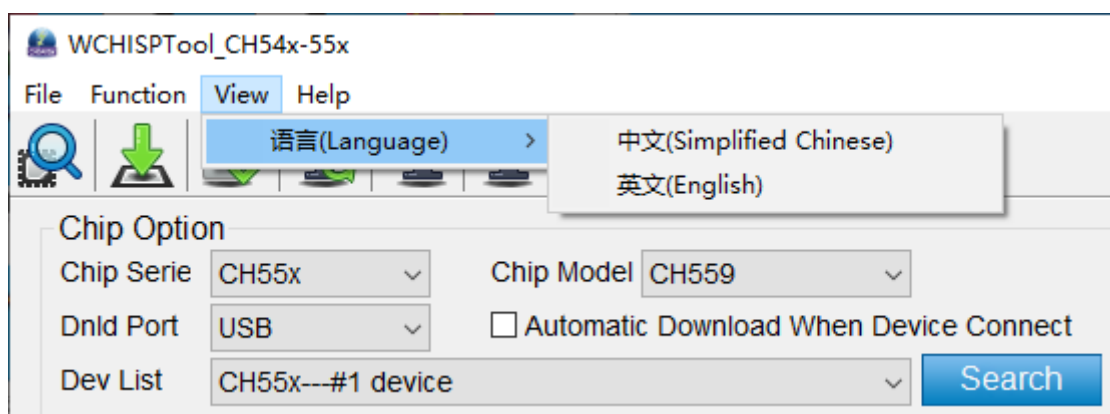 WCHISPTool_CH54x-55x
File Function View Help
语言(Language) >
中文(Simplified Chinese)
英文(English)
Chip Option
Chip Serie CH55x Chip Model CH559
Dnld Port USB Automatic Download When Device Connect
Dev List CH55x---#1 device Search